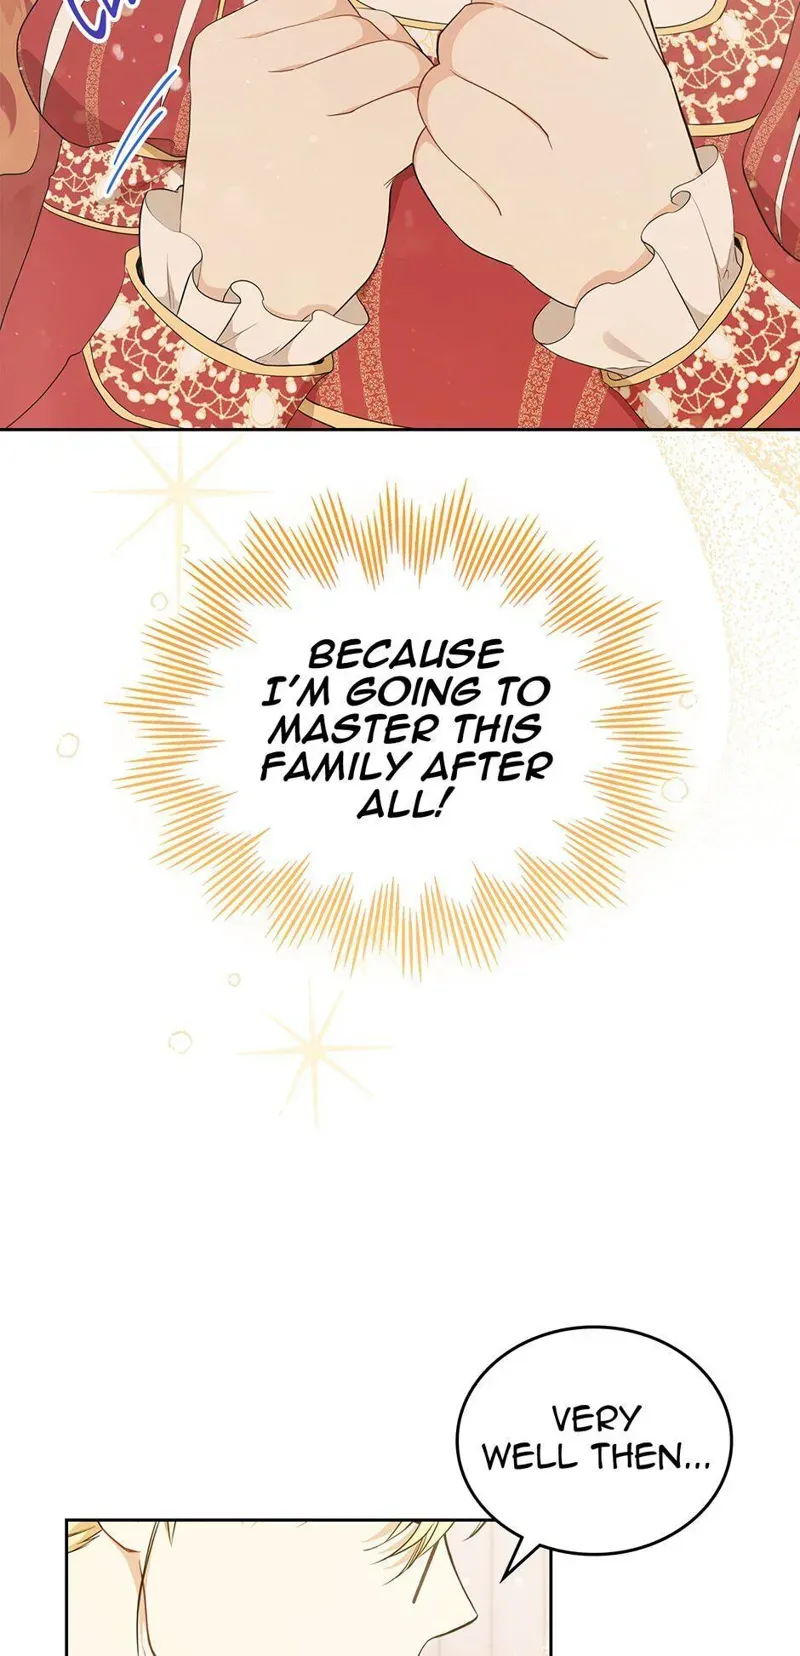 BECAUSE
I'M GOING TO
MASTER THIS
FAMILY AFTER
ALL!
VERY
WELL THEN...